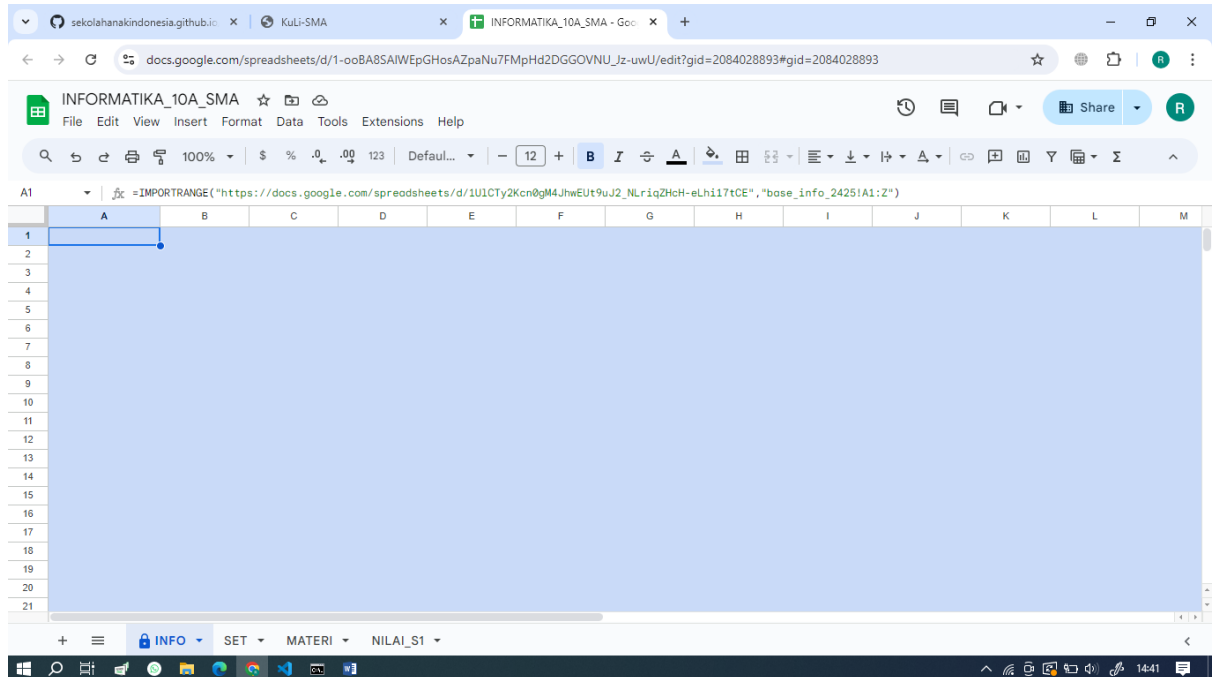 sekolahanakindonesia.github.io
KuLi-SMA
INFORMATIKA_10A_SMA - Goo
docs.google.com/spreadsheets/d/1-ooBA8SAlWEpGHosAZpaNu7FMpHd2DGGOVNU_Jz-uwU/edit?gid=2084028893#gid=2084028893
R
INFORMATIKA_10A_SMA
File Edit View Insert Format Data Tools Extensions Help
Share
R
100% $ % .0 .00 123 Defaul... 12 B I A
A1 fx =IMPORTRANGE("https://docs.google.com/spreadsheets/d/1UlCTy2Kcn0gM4JhwEUt9uJ2_NLriqZHcH-eLhi17tCE","base_info_2425!A1:Z")
A B C D E F G H I J K L M
1
2
3
4
5
6
7
8
9
10
11
12
13
14
15
16
17
18
19
20
21
INFO SET MATERI NILAI_S1
14:41